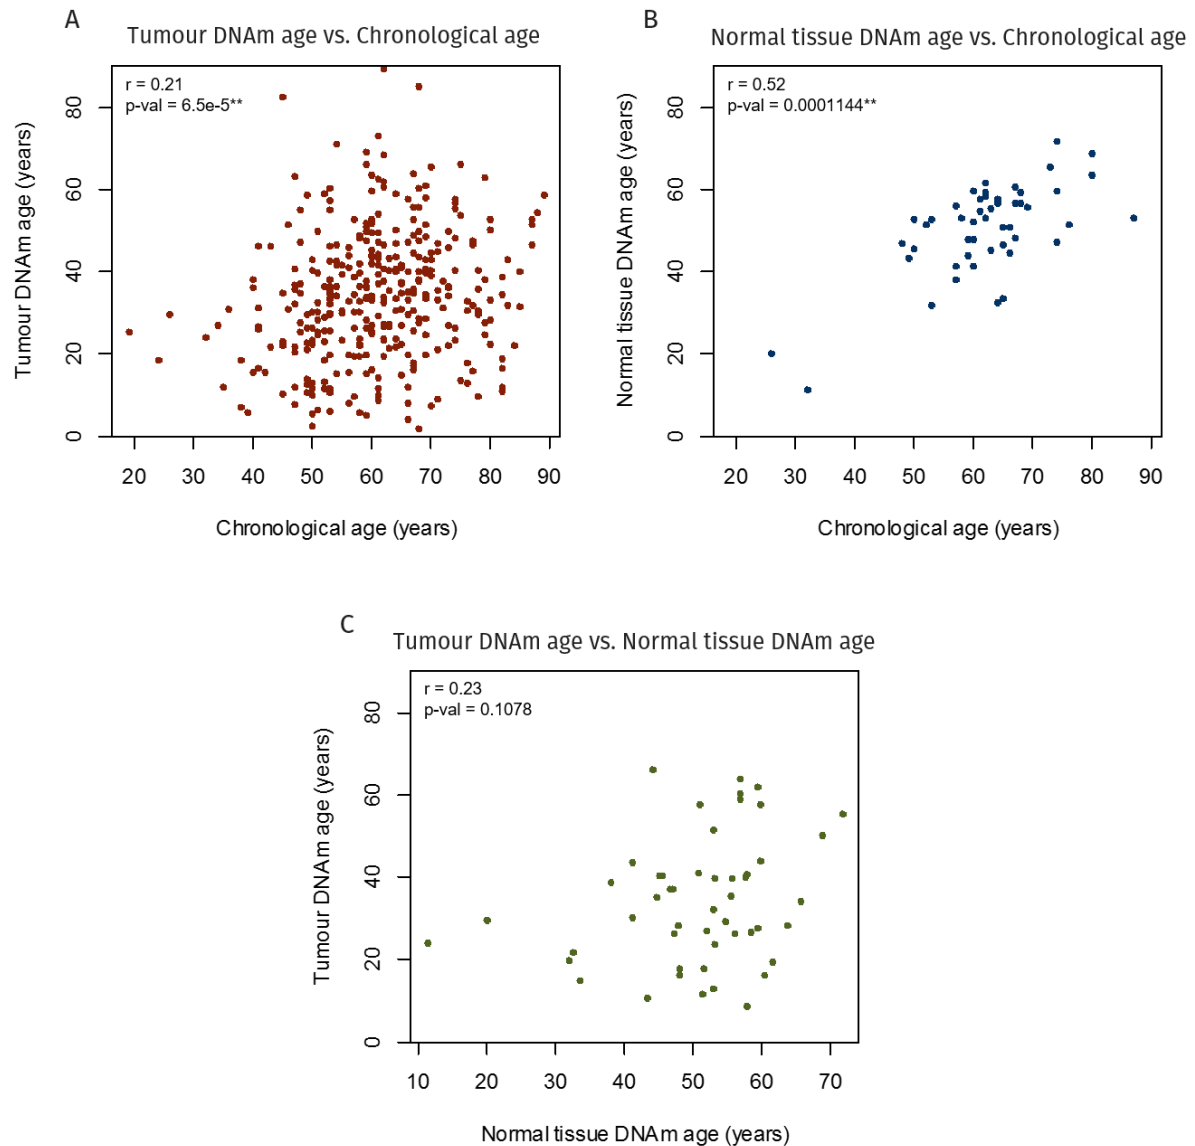 A
Tumour DNAm age vs. Chronological age
r = 0.21
p-val = 6.5e-5**
Tumour DNAm age (years)
0
20
40
60
80
20 30 40 50 60 70 80 90
Chronological age (years)
B
Normal tissue DNAm age vs. Chronological age
r = 0.52
p-val = 0.0001144**
Normal tissue DNAm age (years)
0
20
40
60
80
20 30 40 50 60 70 80 90
Chronological age (years)
C
Tumour DNAm age vs. Normal tissue DNAm age
r = 0.23
p-val = 0.1078
Tumour DNAm age (years)
0
20
40
60
80
10 20 30 40 50 60 70
Normal tissue DNAm age (years)